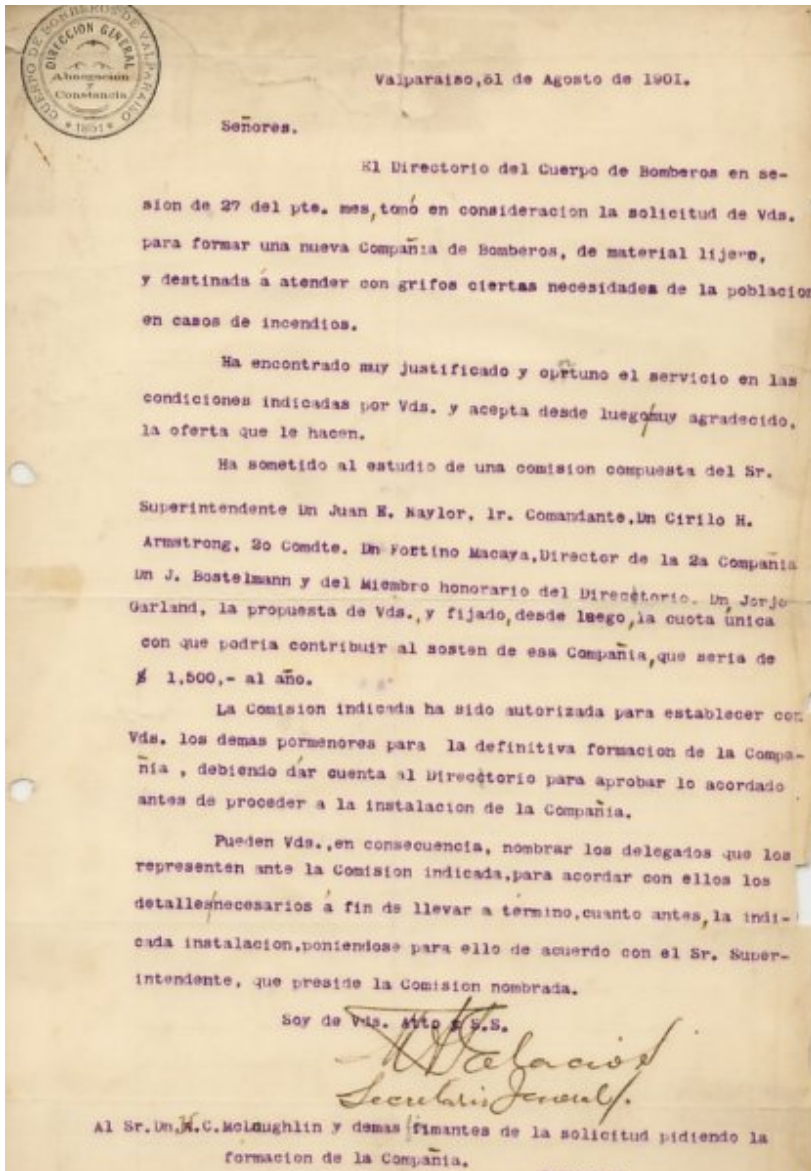 CUERPO DE BOMBEROS DE VALPARAISO
DIRECCION GENERAL
Abnegacion
y
Constancia
* 1851 *
Valparaiso,31 de Agosto de 1901.
Señores.
El Directorio del Cuerpo de Bomberos en se-
sion de 27 del pte. mes,tomó en consideracion la solicitud de Vds.
para formar una nueva Compañia de Bomberos, de material lijero,
y destinada á atender con grifos ciertas necesidades de la poblacion
en casos de incendios.
Ha encontrado muy justificado y oprtuno el servicio en las
condiciones indicadas por Vds. y acepta desde luego/muy agradecido,
la oferta que le hacen.
Ha sometido al estudio de una comision compuesta del Sr.
Superintendente Dn Juan E. Naylor, 1r. Comandante,Dn Cirilo H.
Armstrong, 2o Comdte. Dn Fortino Macaya,Director de la 2a Compañia
Dn J. Bostelmann y del Miembro honorario del Direcctorio. Dn Jorje
Garland, la propuesta de Vds., y fijado,desde luego,la cuota única
con que podria contribuir al sosten de esa Compañia,que seria de
$ 1,500,- al año.
La Comision indicada ha sido autorizada para establecer con
Vds. los demas pormenores para la definitiva formacion de la Compa-
ñia , debiendo dar cuenta al Direcctorio para aprobar lo acordado
antes de proceder a la instalacion de la Compañia.
Pueden Vds.,en consecuencia, nombrar los delegados que los
representen ante la Comision indicada,para acordar con ellos los
detalles/necesarios á fin de llevar a término,cuanto antes,la indi-
cada instalacion,poniendose para ello de acuerdo con el Sr. Super-
intendente, que preside la Comision nombrada.
Soy de Vds. Atto S.S.
Palacios
Secretario Jeneral.
Al Sr.Dn H.C.McLaughlin y demas fimantes de la solicitud pidiendo la
formacion de la Compañia.